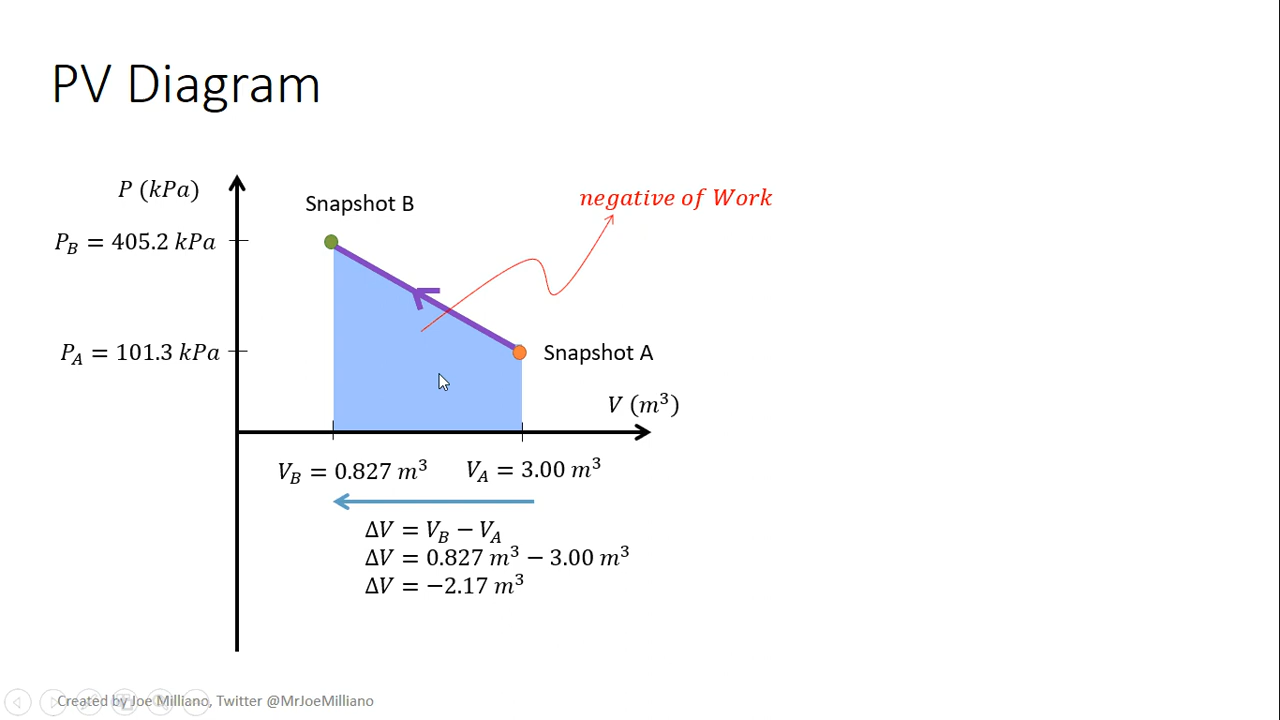 PV Diagram
P (kPa)
Snapshot B
negative of Work
P_B = 405.2 kPa
P_A = 101.3 kPa
Snapshot A
V (m³)
V_B = 0.827 m³
V_A = 3.00 m³
ΔV = V_B − V_A
ΔV = 0.827 m³ − 3.00 m³
ΔV = −2.17 m³
Created by Joe Milliano, Twitter @MrJoeMilliano